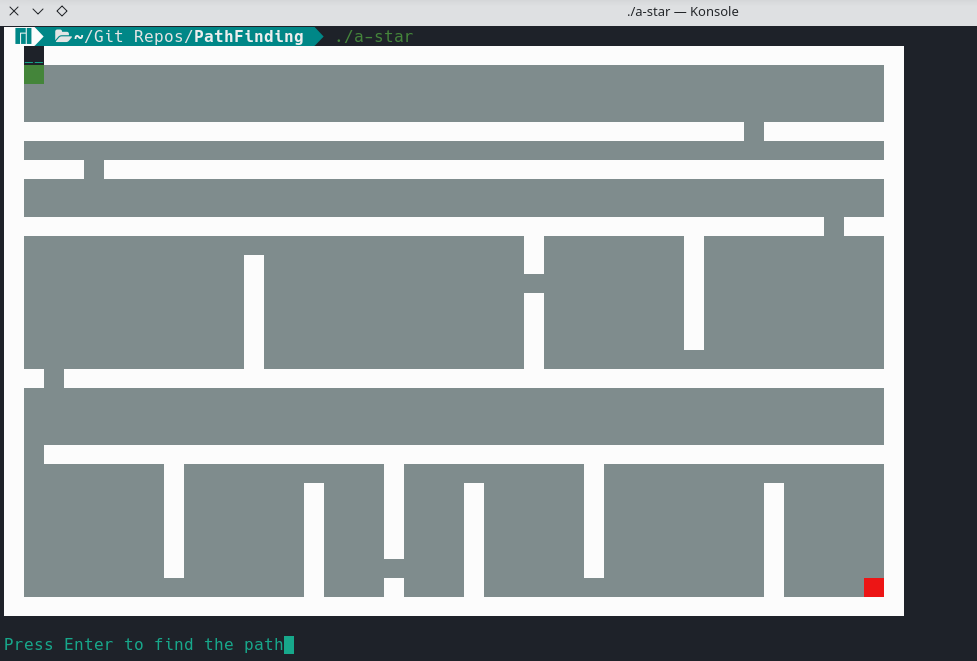 ./a-star — Konsole
~/Git Repos/PathFinding ./a-star
Press Enter to find the path